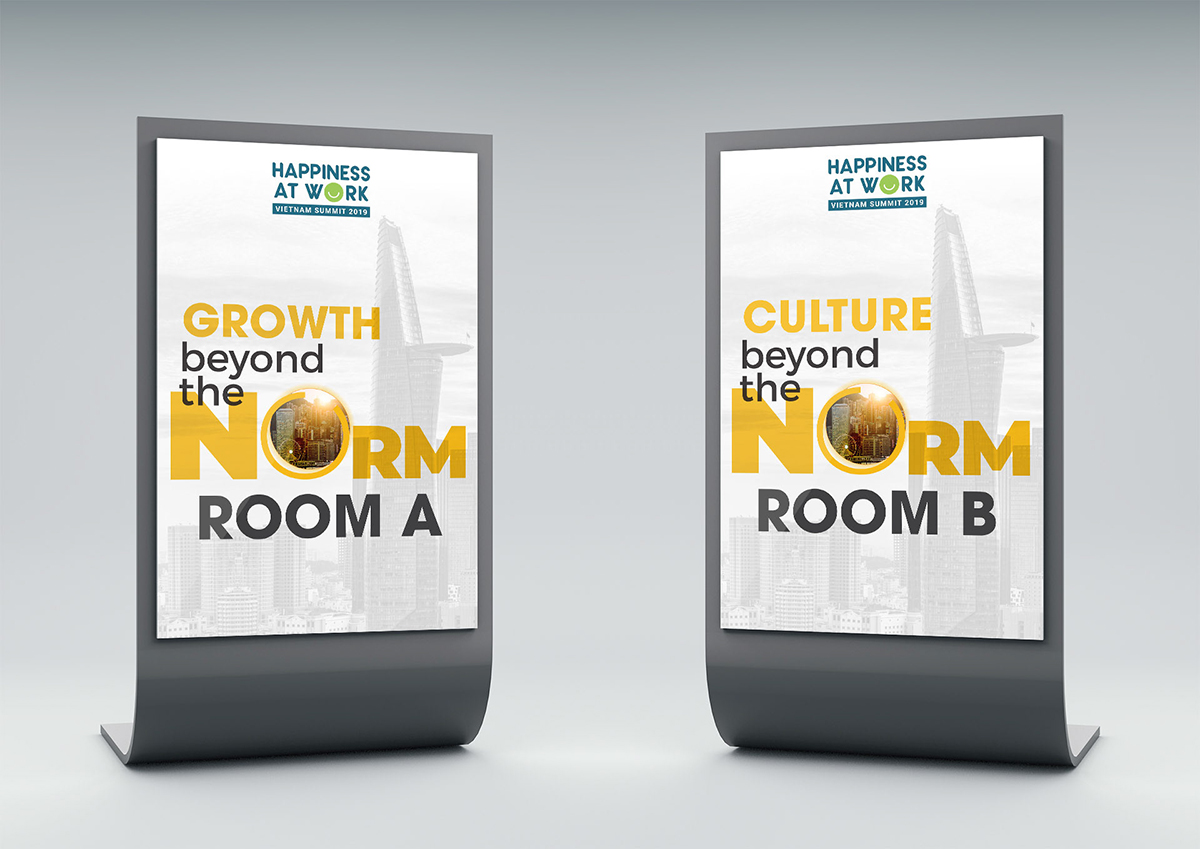 HAPPINESS
AT WORK
VIETNAM SUMMIT 2019
GROWTH
beyond
the
NORM
ROOM A
HAPPINESS
AT WORK
VIETNAM SUMMIT 2019
CULTURE
beyond
the
NORM
ROOM B